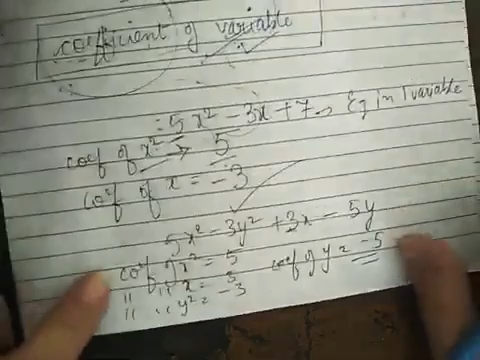 coefficient of variable
= 5x² - 3x + 7 → Eq in 1 variable
coef of x² → 5
coef of x = -3
5x² - 3y² + 3x - 5y
coef of x² = 5 coef of y = -5
" " x = 3
" " y² = -3